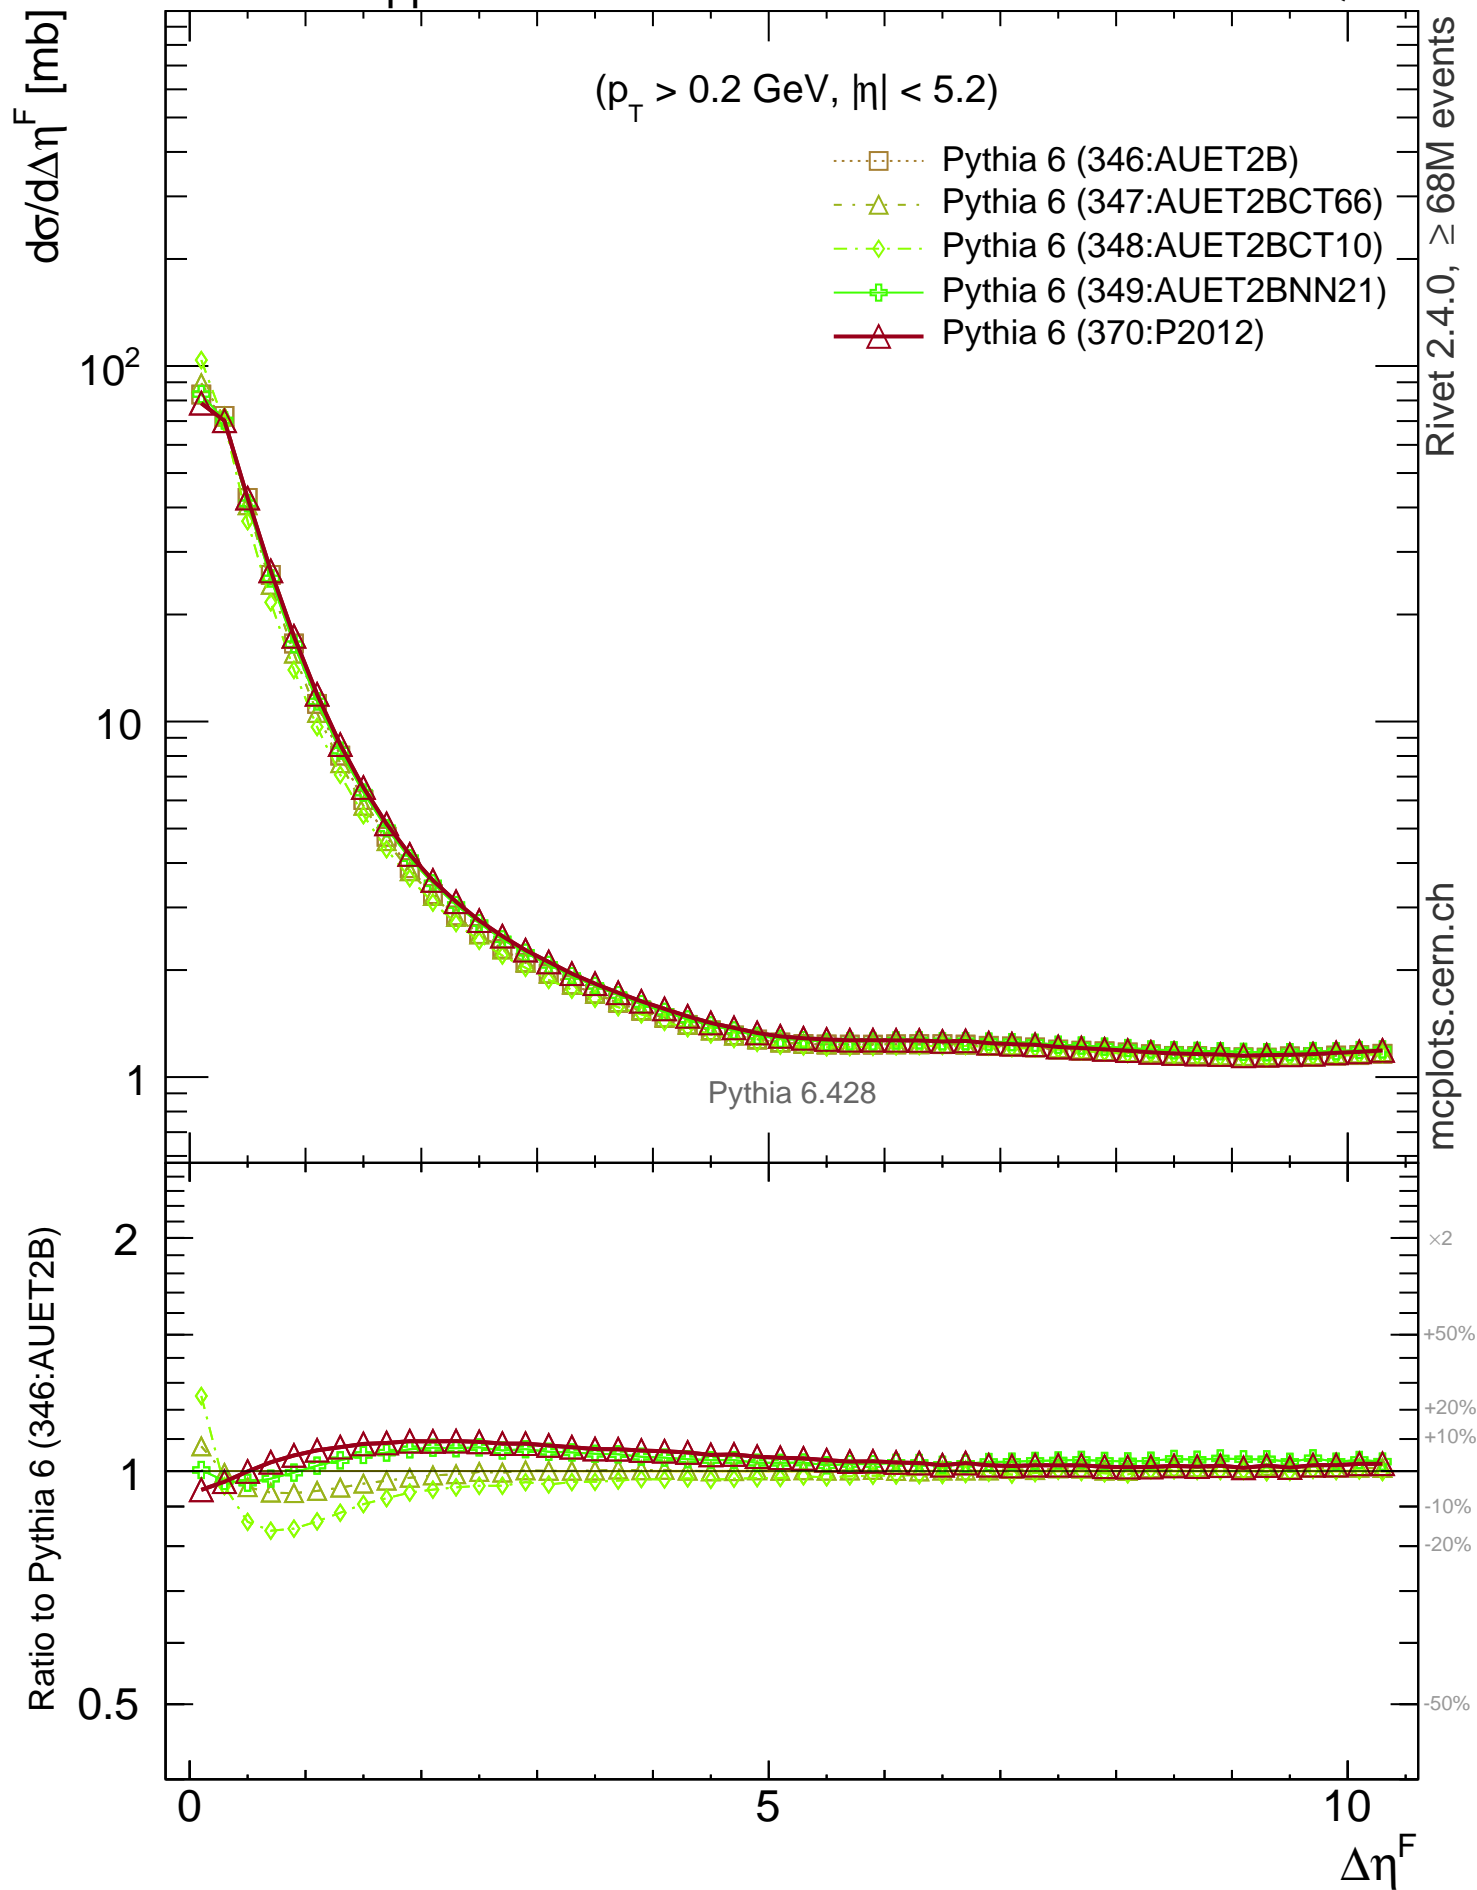 dσ/dΔη^F [mb]
(p_T > 0.2 GeV, |η| < 5.2)
Pythia 6 (346:AUET2B)
Pythia 6 (347:AUET2BCT66)
Pythia 6 (348:AUET2BCT10)
Pythia 6 (349:AUET2BNN21)
Pythia 6 (370:P2012)
10^2
10
1
Pythia 6.428
Rivet 2.4.0, ≥ 68M events
mcplots.cern.ch
Ratio to Pythia 6 (346:AUET2B)
2
1
0.5
×2
+50%
+20%
+10%
-10%
-20%
-50%
0
5
10
Δη^F